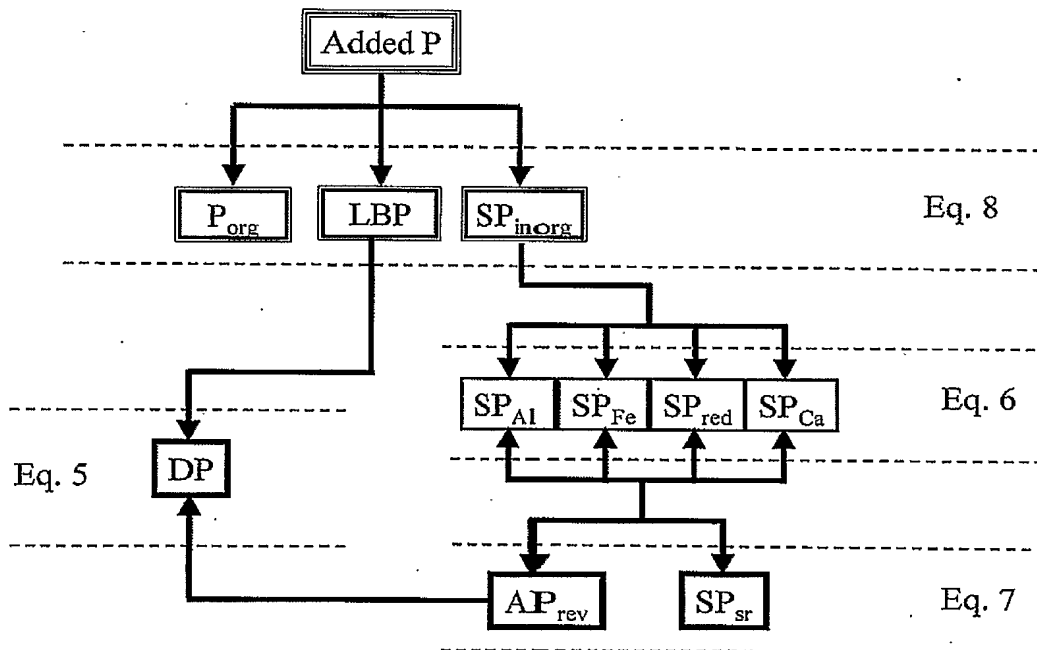 Added P
P_org LBP SP_inorg Eq. 8
SP_Al SP_Fe SP_red SP_Ca Eq. 6
Eq. 5 DP
AP_rev SP_sr Eq. 7